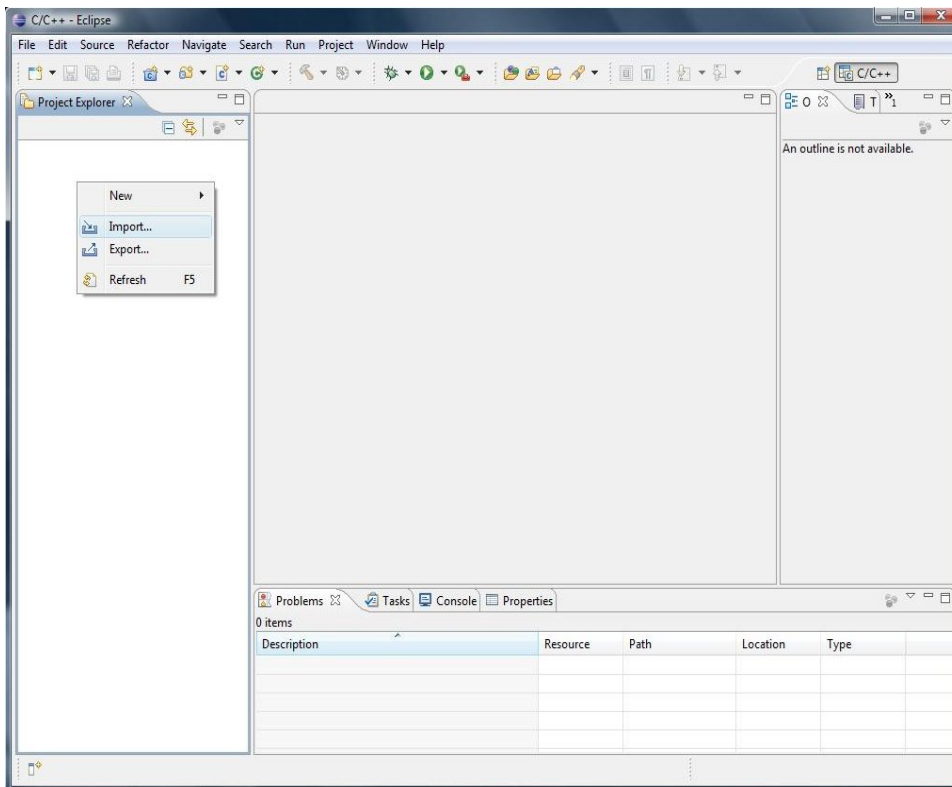 C/C++ - Eclipse
File Edit Source Refactor Navigate Search Run Project Window Help
C/C++
Project Explorer
O T »1
An outline is not available.
New
Import...
Export...
Refresh F5
Problems Tasks Console Properties
0 items
Description Resource Path Location Type